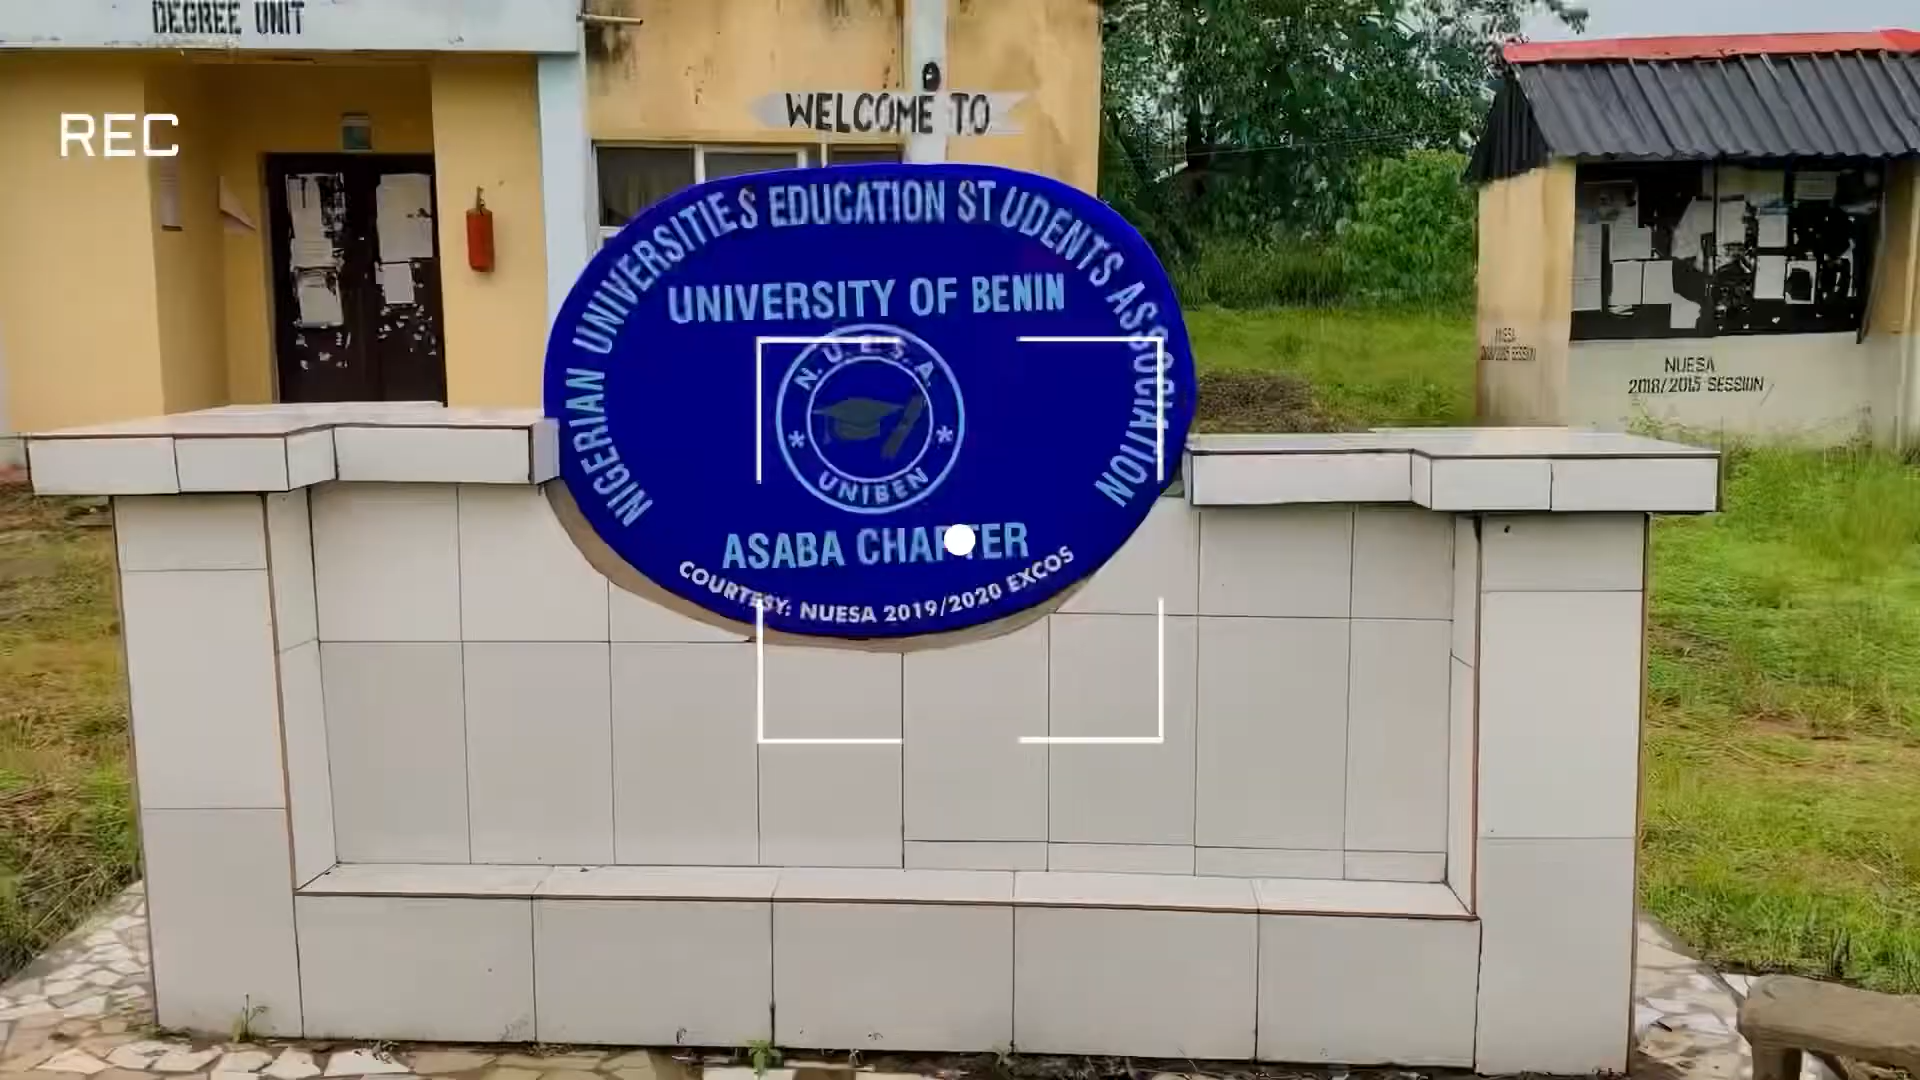 DEGREE UNIT
REC
WELCOME TO
NIGERIAN UNIVERSITIES EDUCATION STUDENTS ASSOCIATION
UNIVERSITY OF BENIN
N.U.E.S.A.
* UNIBEN *
ASABA CHAPTER
COURTESY: NUESA 2019/2020 EXCOS
NUESA
2018/2015 SESSION